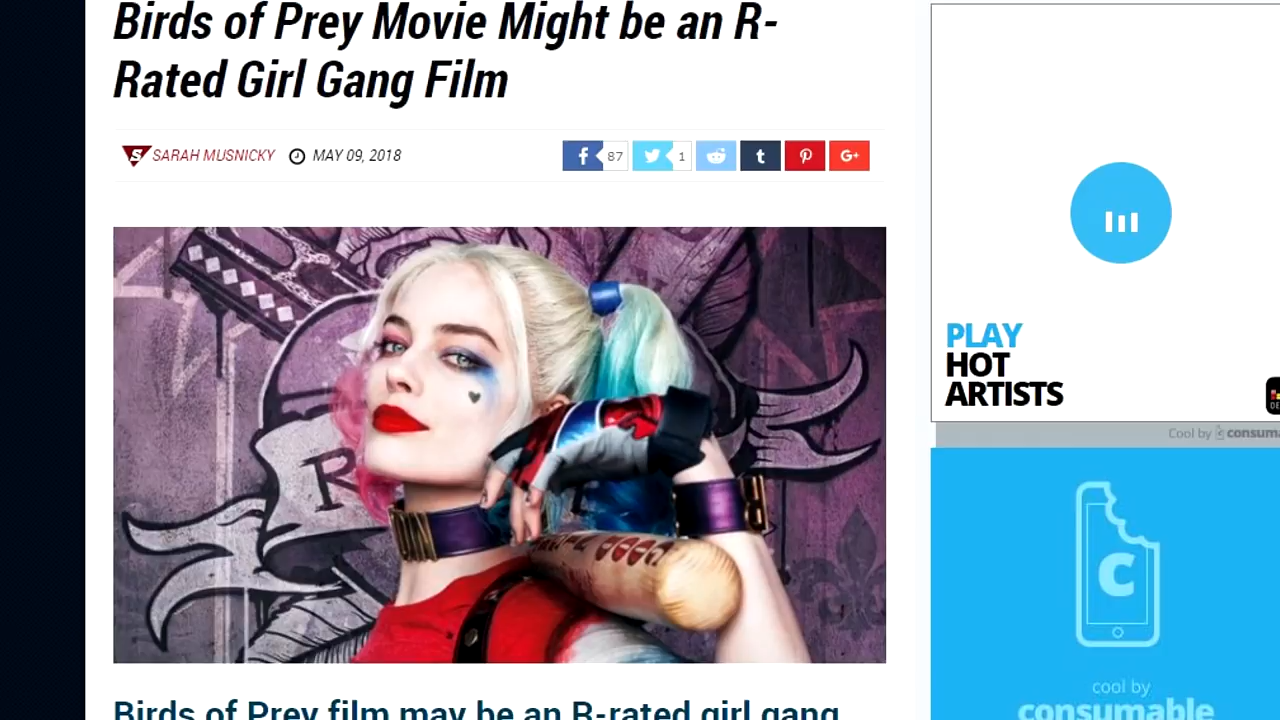 Birds of Prey Movie Might be an R-
Rated Girl Gang Film
SARAH MUSNICKY MAY 09, 2018
87
1
G+
R
PLAY
HOT
ARTISTS
Cool by
c
cool by
consumable
Birds of Prey film may be an R-rated girl gang